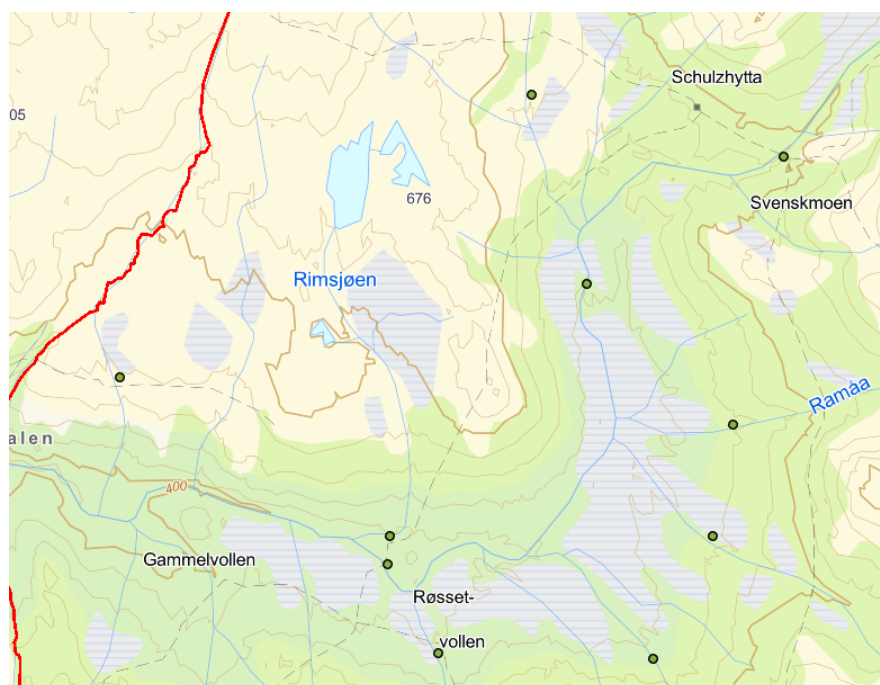 Schulzhytta
05
676
Svenskmoen
Rimsjøen
Ramåa
alen
400
Gammelvollen
Røsset-
vollen